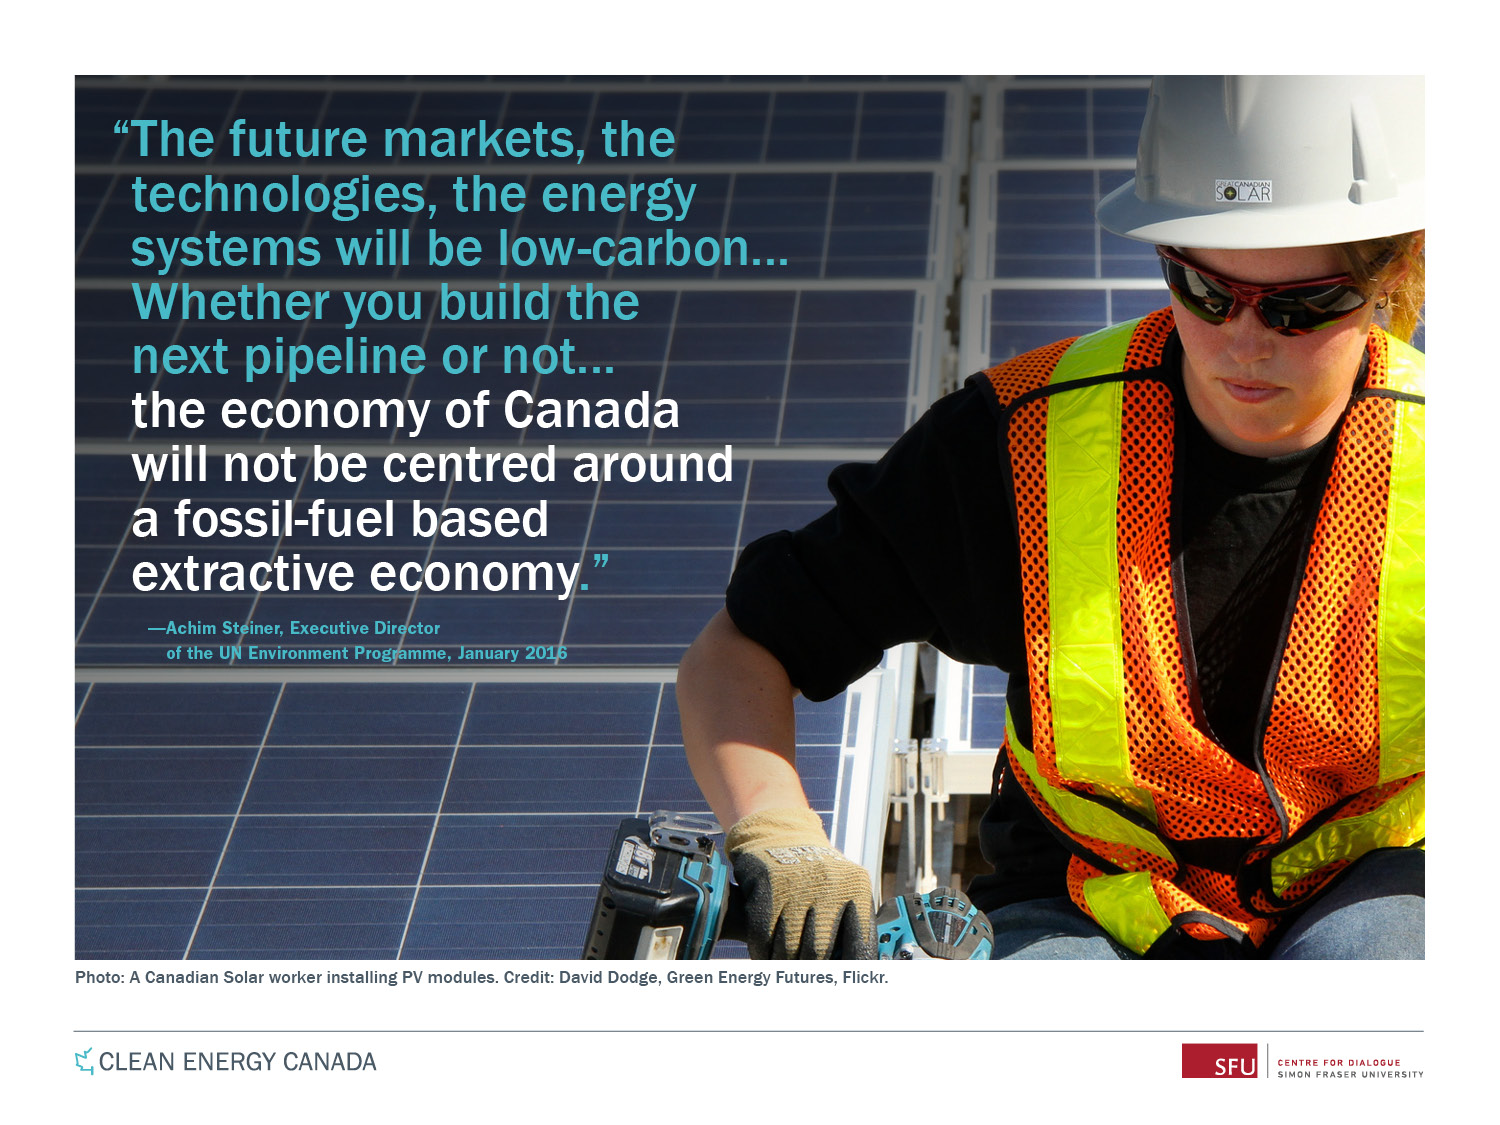 “The future markets, the
technologies, the energy
systems will be low-carbon...
Whether you build the
next pipeline or not...
the economy of Canada
will not be centred around
a fossil-fuel based
extractive economy.”
—Achim Steiner, Executive Director
of the UN Environment Programme, January 2016
GREAT CANADIAN
SOLAR
Photo: A Canadian Solar worker installing PV modules. Credit: David Dodge, Green Energy Futures, Flickr.
CLEAN ENERGY CANADA
SFU
CENTRE FOR DIALOGUE
SIMON FRASER UNIVERSITY